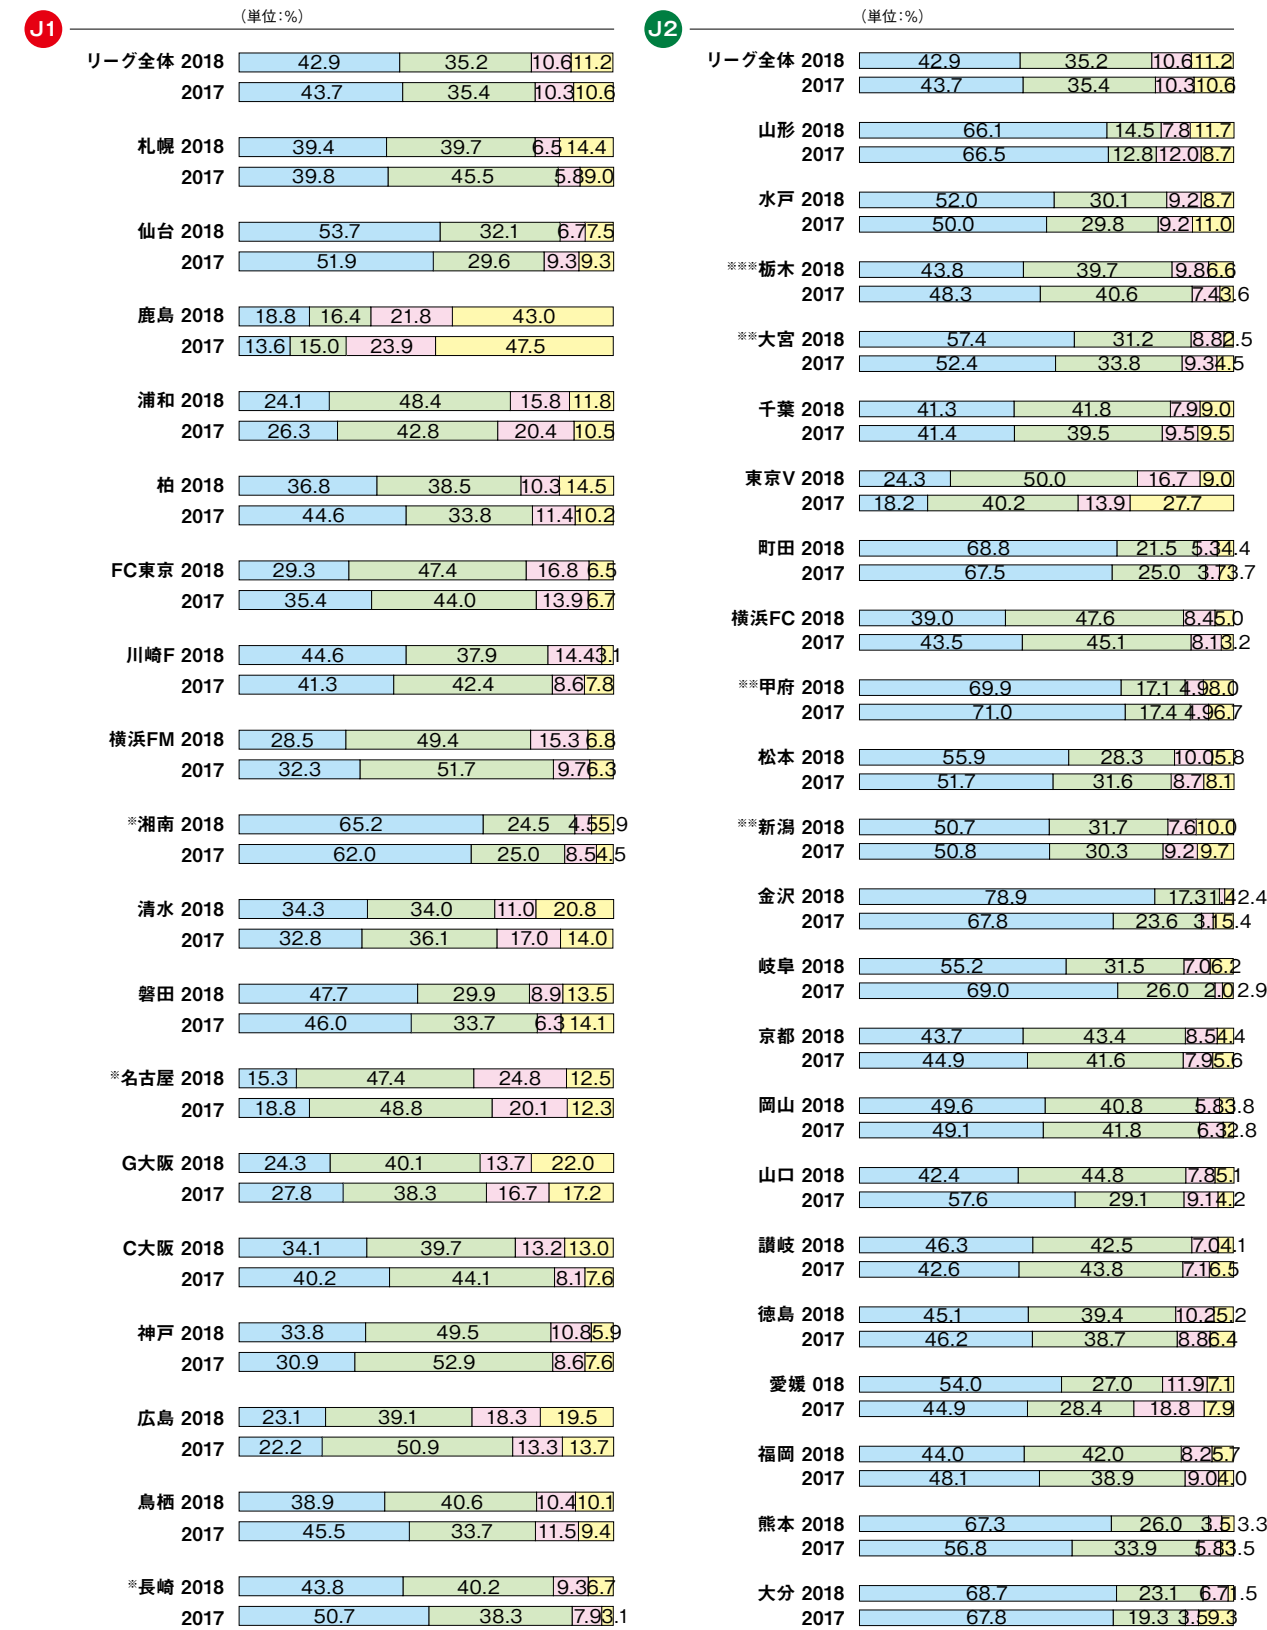 J1
(単位:%)
リーグ全体 2018 42.9 35.2 10.6 11.2
2017 43.7 35.4 10.3 10.6
札幌 2018 39.4 39.7 6.5 14.4
2017 39.8 45.5 5.8 9.0
仙台 2018 53.7 32.1 6.7 7.5
2017 51.9 29.6 9.3 9.3
鹿島 2018 18.8 16.4 21.8 43.0
2017 13.6 15.0 23.9 47.5
浦和 2018 24.1 48.4 15.8 11.8
2017 26.3 42.8 20.4 10.5
柏 2018 36.8 38.5 10.3 14.5
2017 44.6 33.8 11.4 10.2
FC東京 2018 29.3 47.4 16.8 6.5
2017 35.4 44.0 13.9 6.7
川崎F 2018 44.6 37.9 14.4 3.1
2017 41.3 42.4 8.6 7.8
横浜FM 2018 28.5 49.4 15.3 6.8
2017 32.3 51.7 9.7 6.3
※湘南 2018 65.2 24.5 4.5 5.9
2017 62.0 25.0 8.5 4.5
清水 2018 34.3 34.0 11.0 20.8
2017 32.8 36.1 17.0 14.0
磐田 2018 47.7 29.9 8.9 13.5
2017 46.0 33.7 6.3 14.1
※名古屋 2018 15.3 47.4 24.8 12.5
2017 18.8 48.8 20.1 12.3
G大阪 2018 24.3 40.1 13.7 22.0
2017 27.8 38.3 16.7 17.2
C大阪 2018 34.1 39.7 13.2 13.0
2017 40.2 44.1 8.1 7.6
神戸 2018 33.8 49.5 10.8 5.9
2017 30.9 52.9 8.6 7.6
広島 2018 23.1 39.1 18.3 19.5
2017 22.2 50.9 13.3 13.7
鳥栖 2018 38.9 40.6 10.4 10.1
2017 45.5 33.7 11.5 9.4
※長崎 2018 43.8 40.2 9.3 6.7
2017 50.7 38.3 7.9 3.1
J2
(単位:%)
リーグ全体 2018 42.9 35.2 10.6 11.2
2017 43.7 35.4 10.3 10.6
山形 2018 66.1 14.5 7.8 11.7
2017 66.5 12.8 12.0 8.7
水戸 2018 52.0 30.1 9.2 8.7
2017 50.0 29.8 9.2 11.0
※※※栃木 2018 43.8 39.7 9.8 6.6
2017 48.3 40.6 7.4 3.6
※※大宮 2018 57.4 31.2 8.8 2.5
2017 52.4 33.8 9.3 4.5
千葉 2018 41.3 41.8 7.9 9.0
2017 41.4 39.5 9.5 9.5
東京V 2018 24.3 50.0 16.7 9.0
2017 18.2 40.2 13.9 27.7
町田 2018 68.8 21.5 5.3 4.4
2017 67.5 25.0 3.7 3.7
横浜FC 2018 39.0 47.6 8.4 5.0
2017 43.5 45.1 8.1 3.2
※※甲府 2018 69.9 17.1 4.9 8.0
2017 71.0 17.4 4.9 6.7
松本 2018 55.9 28.3 10.0 5.8
2017 51.7 31.6 8.7 8.1
※※新潟 2018 50.7 31.7 7.6 10.0
2017 50.8 30.3 9.2 9.7
金沢 2018 78.9 17.3 1.4 2.4
2017 67.8 23.6 3.1 5.4
岐阜 2018 55.2 31.5 7.0 6.2
2017 69.0 26.0 2.0 2.9
京都 2018 43.7 43.4 8.5 4.4
2017 44.9 41.6 7.9 5.6
岡山 2018 49.6 40.8 5.8 3.8
2017 49.1 41.8 6.3 2.8
山口 2018 42.4 44.8 7.8 5.1
2017 57.6 29.1 9.1 4.2
讃岐 2018 46.3 42.5 7.0 4.1
2017 42.6 43.8 7.1 6.5
徳島 2018 45.1 39.4 10.2 5.2
2017 46.2 38.7 8.8 6.4
愛媛 018 54.0 27.0 11.9 7.1
2017 44.9 28.4 18.8 7.9
福岡 2018 44.0 42.0 8.2 5.7
2017 48.1 38.9 9.0 4.0
熊本 2018 67.3 26.0 3.5 3.3
2017 56.8 33.9 5.8 3.5
大分 2018 68.7 23.1 6.7 1.5
2017 67.8 19.3 3.5 9.3